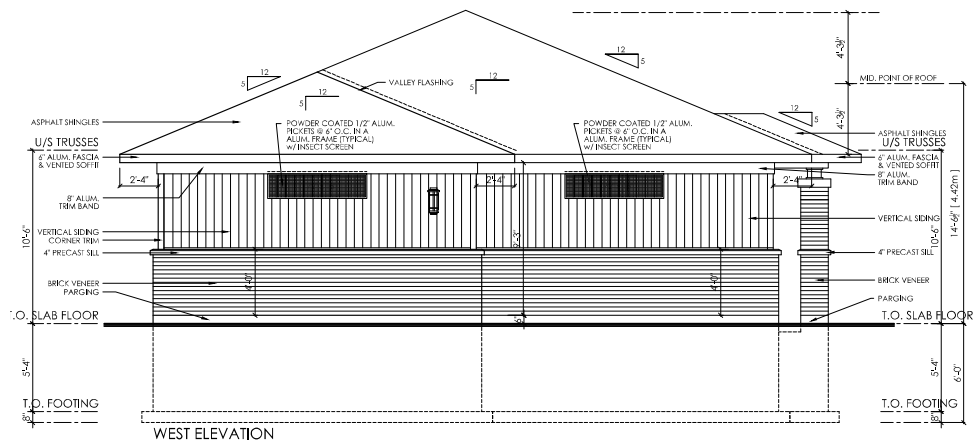 4'-3½"
12
5
MID. POINT OF ROOF
12
5
VALLEY FLASHING
12
5
12
5
4'-3½"
ASPHALT SHINGLES
POWDER COATED 1/2" ALUM.
PICKETS @ 6" O.C. IN A
ALUM. FRAME (TYPICAL)
w/ INSECT SCREEN
POWDER COATED 1/2" ALUM.
PICKETS @ 6" O.C. IN A
ALUM. FRAME (TYPICAL)
w/ INSECT SCREEN
ASPHALT SHINGLES
U/S TRUSSES
U/S TRUSSES
6" ALUM. FASCIA
& VENTED SOFFIT
6" ALUM. FASCIA
& VENTED SOFFIT
2'-4"
2'-4"
2'-4"
8" ALUM.
TRIM BAND
8" ALUM.
TRIM BAND
14'-6½" [4.42m]
10'-6"
VERTICAL SIDING
CORNER TRIM
4" PRECAST SILL
9'-3"
VERTICAL SIDING
10'-6"
4" PRECAST SILL
BRICK VENEER
PARGING
4'-0"
4'-0"
BRICK VENEER
PARGING
T.O. SLAB FLOOR
6"
T.O. SLAB FLOOR
5'-4"
5'-4"
6'-0"
T.O. FOOTING
8"
T.O. FOOTING
8"
WEST ELEVATION